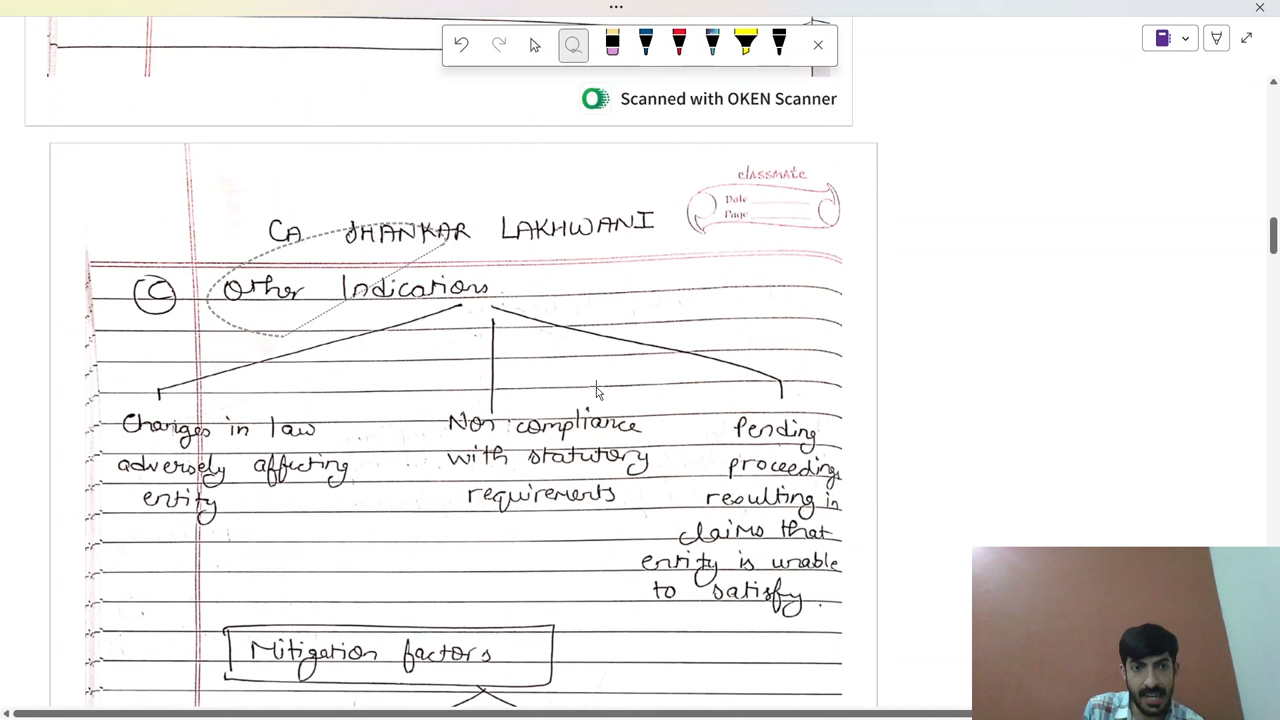 Scanned with OKEN Scanner
classmate
Date
Page
CA JHANKAR LAKHWANI
C Other Indications
Changes in law
adversely affecting
entity
Non compliance
with statutory
requirements
Pending
proceedings
resulting in
claims that
entity is unable
to satisfy.
Mitigation factors